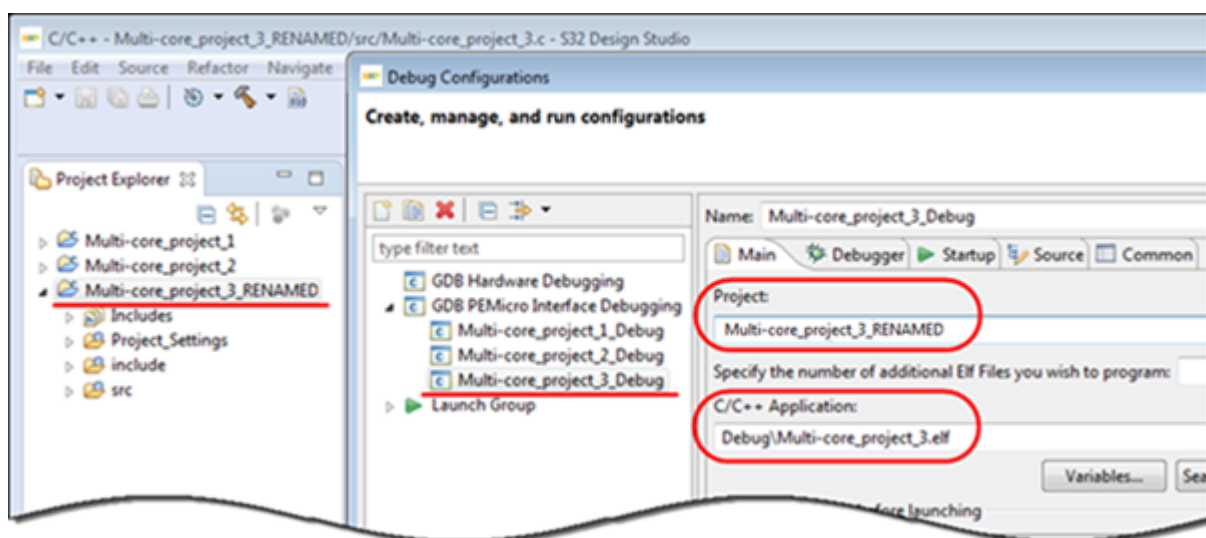 C/C++ - Multi-core_project_3_RENAMED/src/Multi-core_project_3.c - S32 Design Studio
File Edit Source Refactor Navigate
Debug Configurations
Create, manage, and run configurations
Project Explorer
Multi-core_project_1
Multi-core_project_2
Multi-core_project_3_RENAMED
Includes
Project_Settings
include
src
type filter text
GDB Hardware Debugging
GDB PEMicro Interface Debugging
Multi-core_project_1_Debug
Multi-core_project_2_Debug
Multi-core_project_3_Debug
Launch Group
Name: Multi-core_project_3_Debug
Main Debugger Startup Source Common
Project:
Multi-core_project_3_RENAMED
Specify the number of additional Elf Files you wish to program:
C/C++ Application:
Debug\Multi-core_project_3.elf
Variables... Sea
before launching